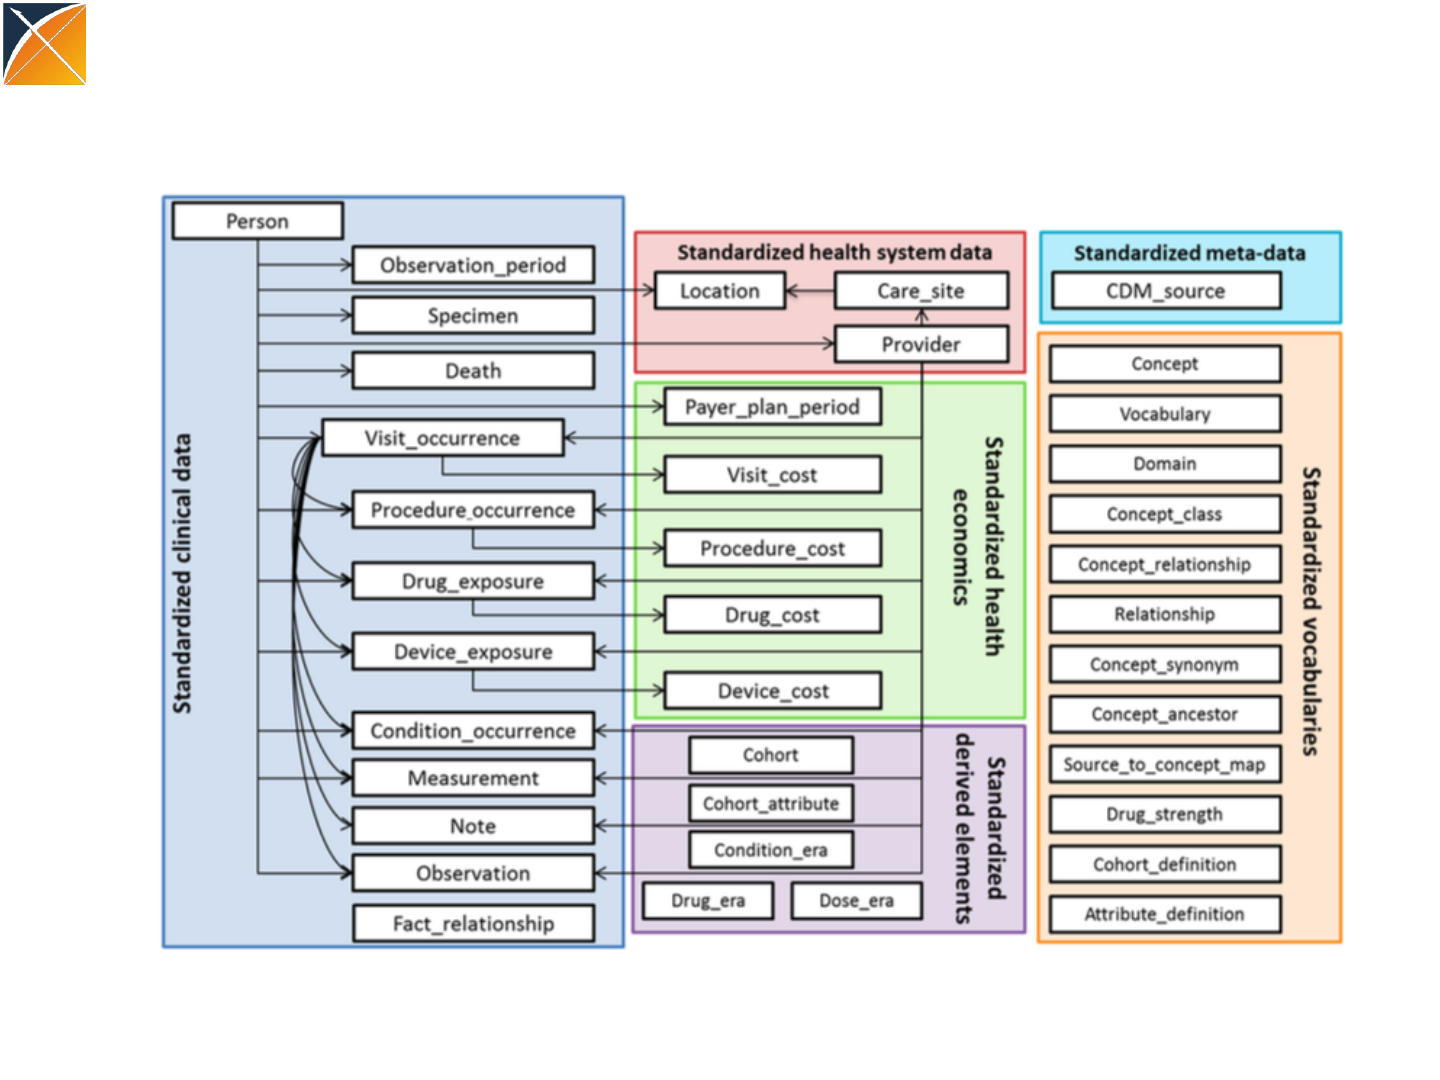 Person
Observation_period
Specimen
Death
Visit_occurrence
Procedure_occurrence
Drug_exposure
Device_exposure
Condition_occurrence
Measurement
Note
Observation
Fact_relationship
Standardized clinical data
Standardized health system data
Location
Care_site
Provider
Payer_plan_period
Visit_cost
Procedure_cost
Drug_cost
Device_cost
Standardized health
economics
Cohort
Cohort_attribute
Condition_era
Drug_era
Dose_era
Standardized
derived elements
Standardized meta-data
CDM_source
Concept
Vocabulary
Domain
Concept_class
Concept_relationship
Relationship
Concept_synonym
Concept_ancestor
Source_to_concept_map
Drug_strength
Cohort_definition
Attribute_definition
Standardized vocabularies